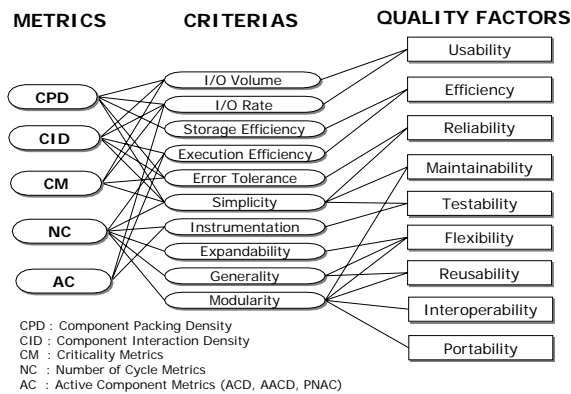 METRICS
CRITERIAS
QUALITY FACTORS
CPD
CID
CM
NC
AC
I/O Volume
I/O Rate
Storage Efficiency
Execution Efficiency
Error Tolerance
Simplicity
Instrumentation
Expandability
Generality
Modularity
Usability
Efficiency
Reliability
Maintainability
Testability
Flexibility
Reusability
Interoperability
Portability
CPD : Component Packing Density
CID : Component Interaction Density
CM : Criticality Metrics
NC : Number of Cycle Metrics
AC : Active Component Metrics (ACD, AACD, PNAC)